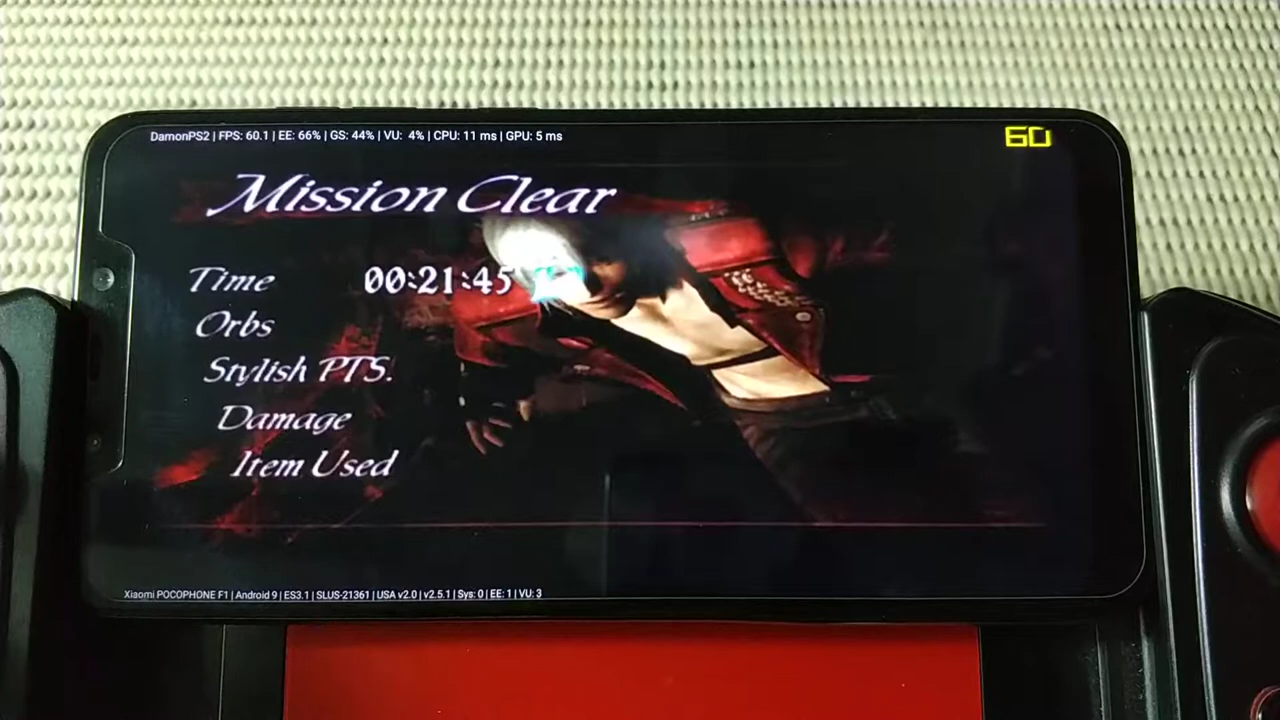 DamonPS2 | FPS: 60.1 | EE: 66% | GS: 44% | VU: 4% | CPU: 11 ms | GPU: 5 ms
60
Mission Clear
Time 00:21:45
Orbs
Stylish PTS.
Damage
Item Used
Xiaomi POCOPHONE F1 | Android 9 | ES3.1 | SLUS-21361 | USA v2.0 | v2.5.1 | Sys: 0 | EE: 1 | VU: 3